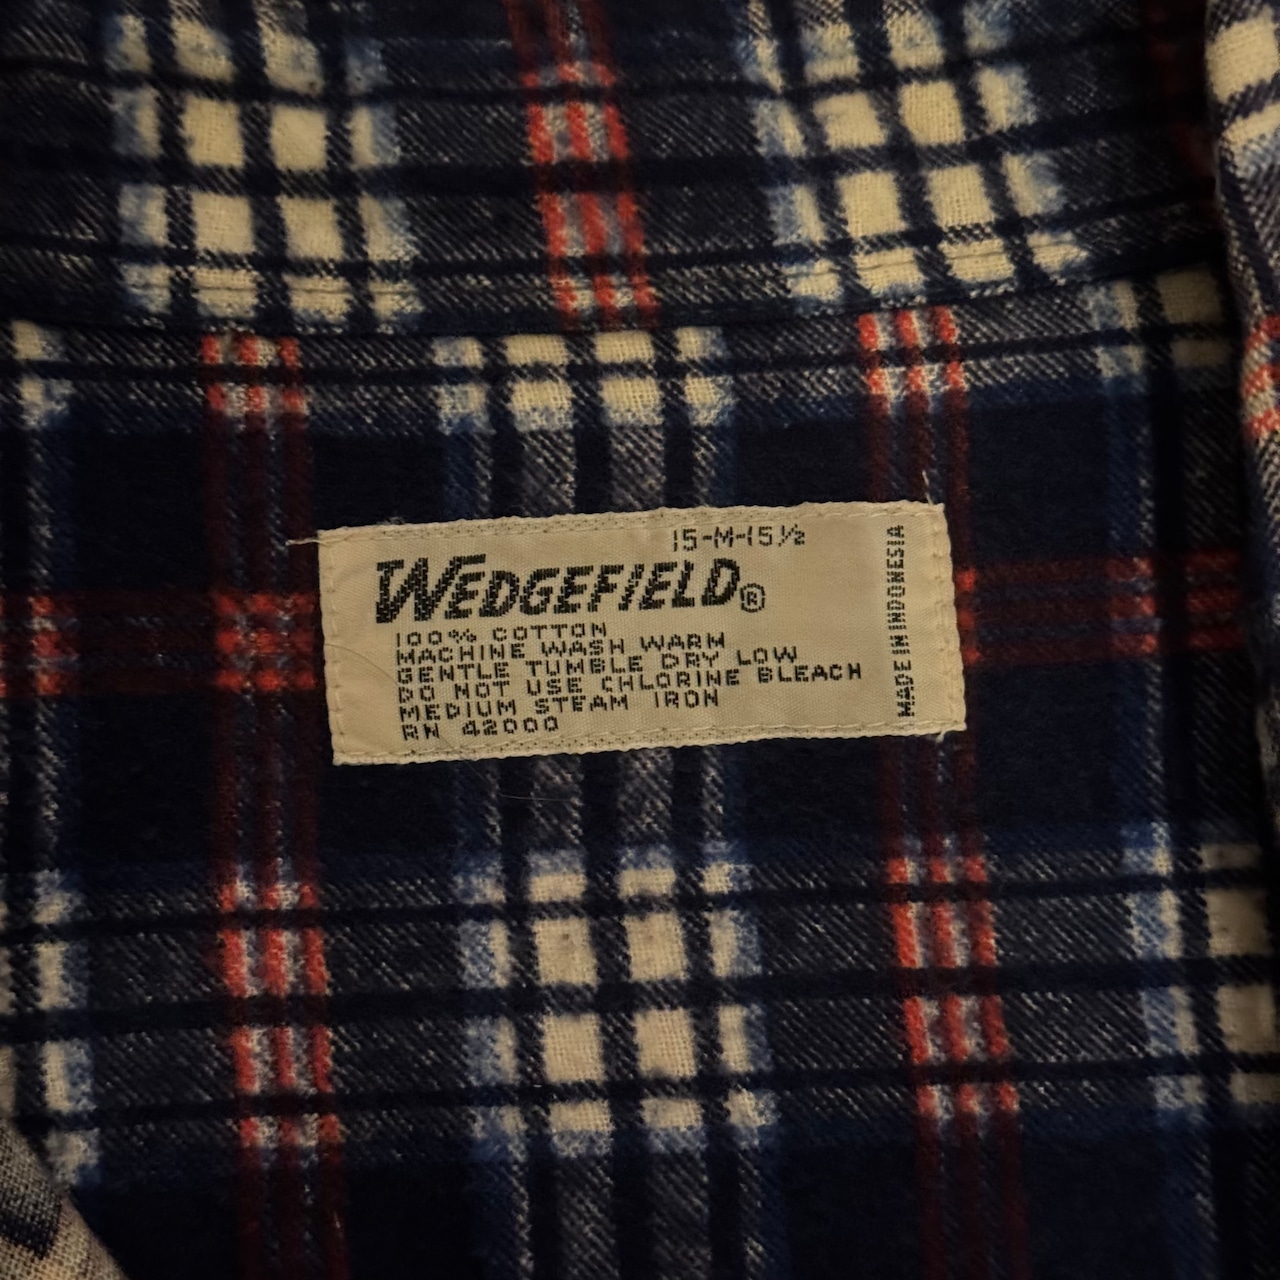 15-M-15½
WEDGEFIELD®
100% COTTON
MACHINE WASH WARM
GENTLE TUMBLE DRY LOW
DO NOT USE CHLORINE BLEACH
MEDIUM STEAM IRON
RN 42000
MADE IN INDONESIA